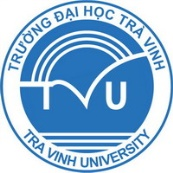 TRƯỜNG ĐẠI HỌC TRÀ VINH
TVU
TRA VINH UNIVERSITY